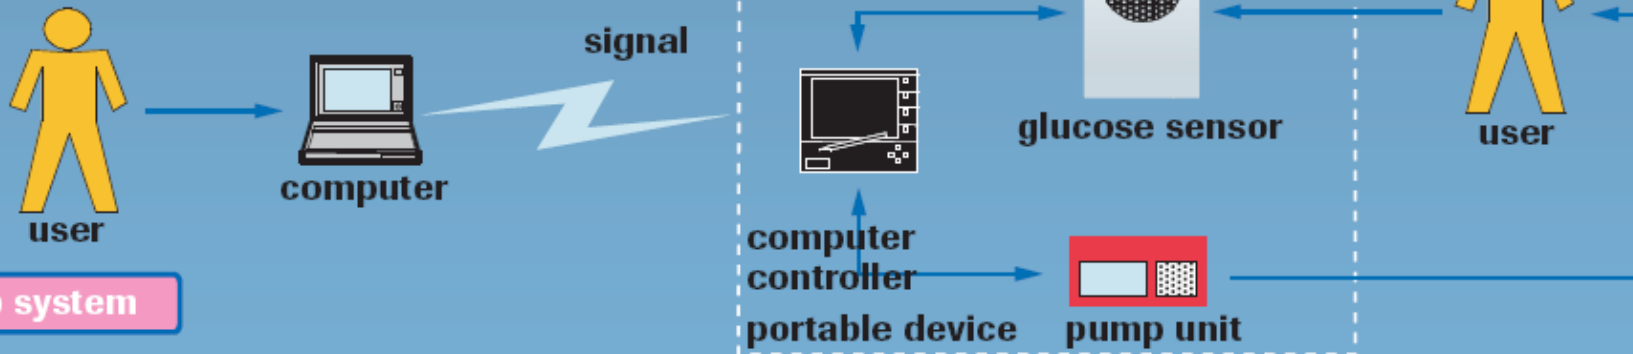 signal
glucose sensor
user
computer
user
computer
controller
system
portable device
pump unit